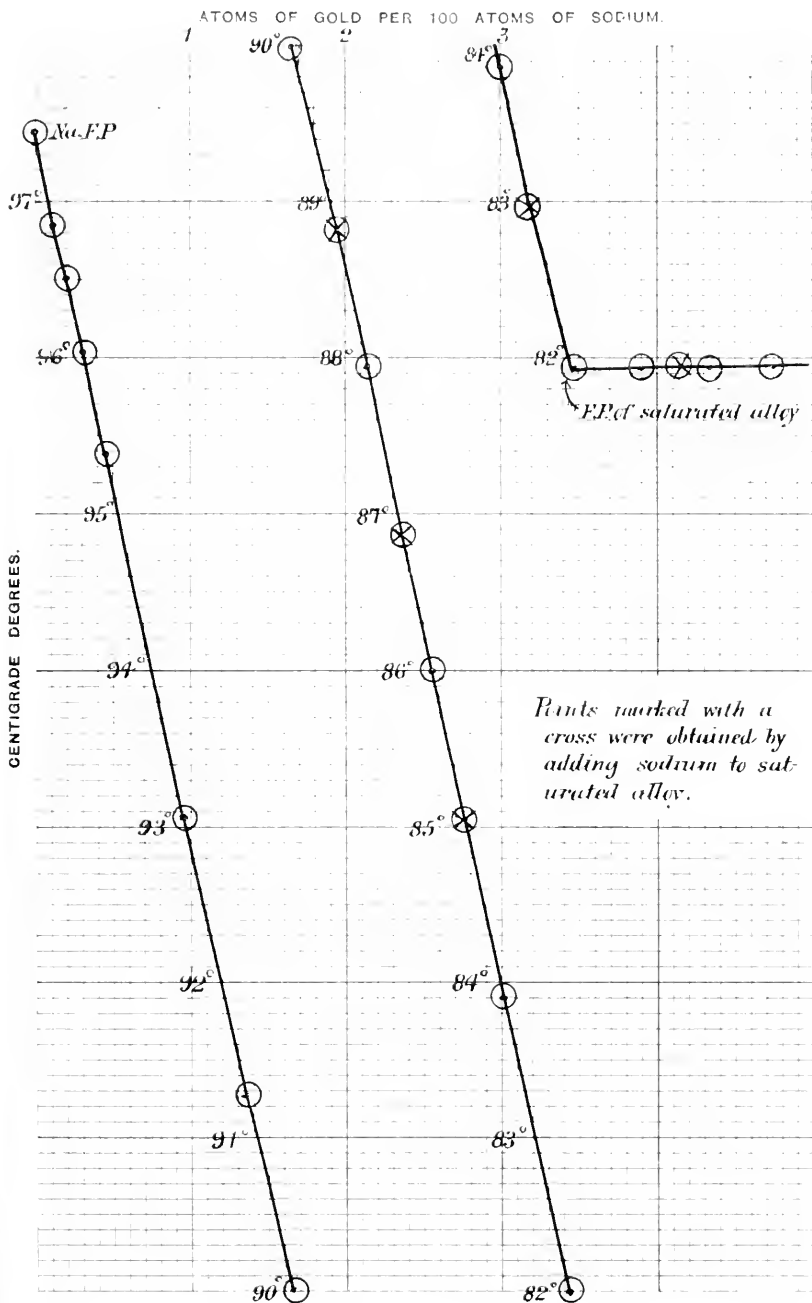 ATOMS OF GOLD PER 100 ATOMS OF SODIUM.
1 2 3
90° 84°
Na.F.P
97° 89° 83°
96° 88° 82°
F.P. of saturated alloy
95° 87°
94° 86°
CENTIGRADE DEGREES.
Points marked with a
cross were obtained by
adding sodium to sat-
urated alloy.
93° 85°
92° 84°
91° 83°
90° 82°